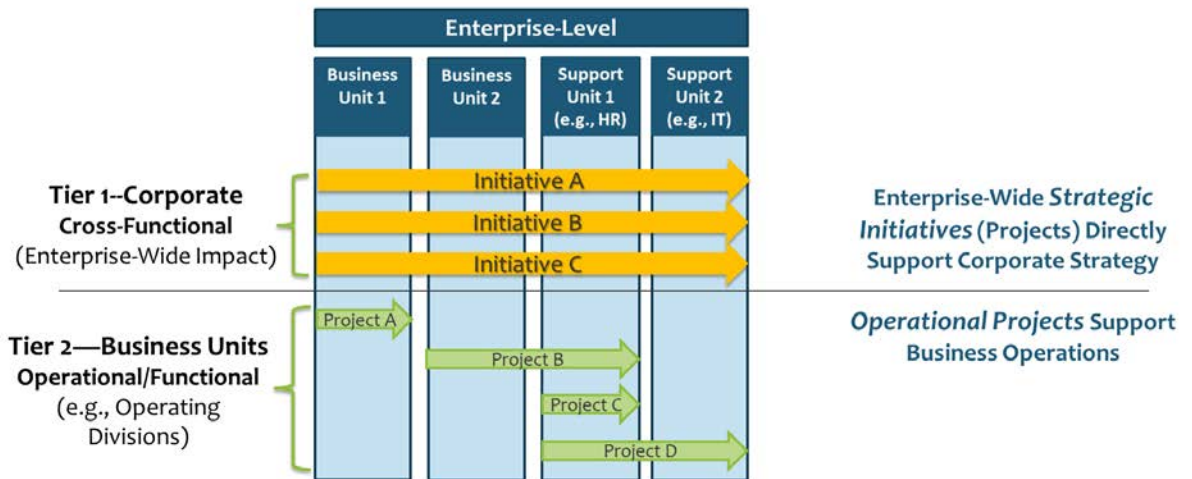 Enterprise-Level
Business
Unit 1
Business
Unit 2
Support
Unit 1
(e.g., HR)
Support
Unit 2
(e.g., IT)
Tier 1--Corporate
Cross-Functional
(Enterprise-Wide Impact)
Initiative A
Initiative B
Initiative C
Enterprise-Wide Strategic
Initiatives (Projects) Directly
Support Corporate Strategy
Tier 2—Business Units
Operational/Functional
(e.g., Operating
Divisions)
Project A
Project B
Project C
Project D
Operational Projects Support
Business Operations